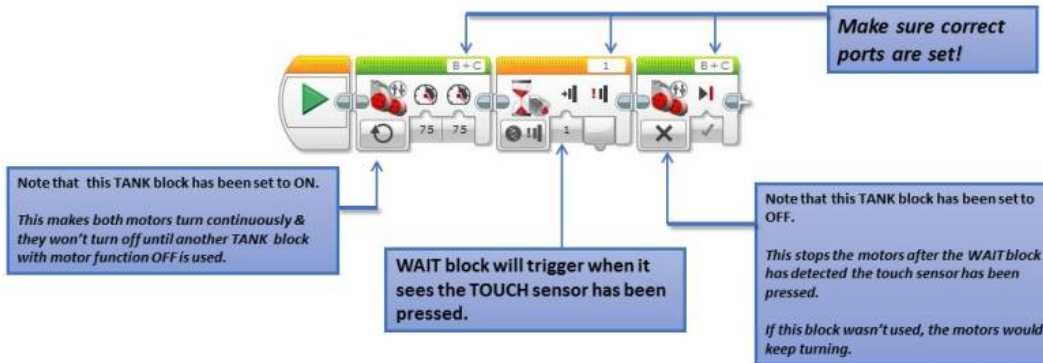 Make sure correct
ports are set!
B + C
1
B + C
75 75
1
Note that this TANK block has been set to ON.
This makes both motors turn continuously &
they won't turn off until another TANK block
with motor function OFF is used.
WAIT block will trigger when it
sees the TOUCH sensor has been
pressed.
Note that this TANK block has been set to
OFF.
This stops the motors after the WAIT block
has detected the touch sensor has been
pressed.
If this block wasn't used, the motors would
keep turning.